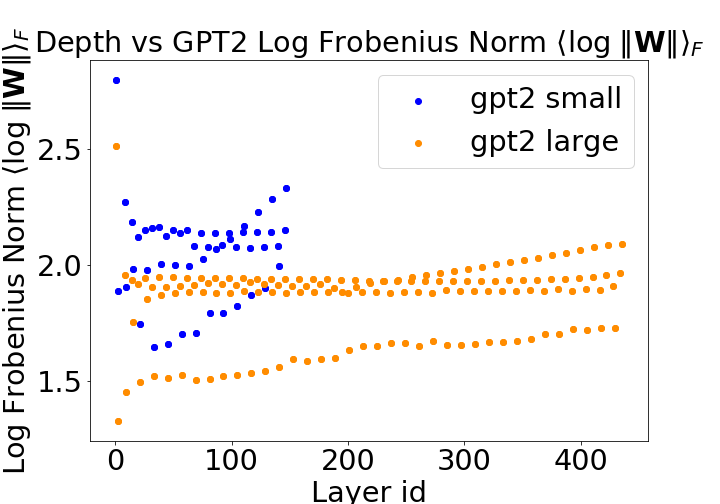 Depth vs GPT2 Log Frobenius Norm ⟨log ‖W‖⟩_F
Log Frobenius Norm ⟨log ‖W‖⟩_F
gpt2 small
gpt2 large
2.5
2.0
1.5
0 100 200 300 400
Layer id